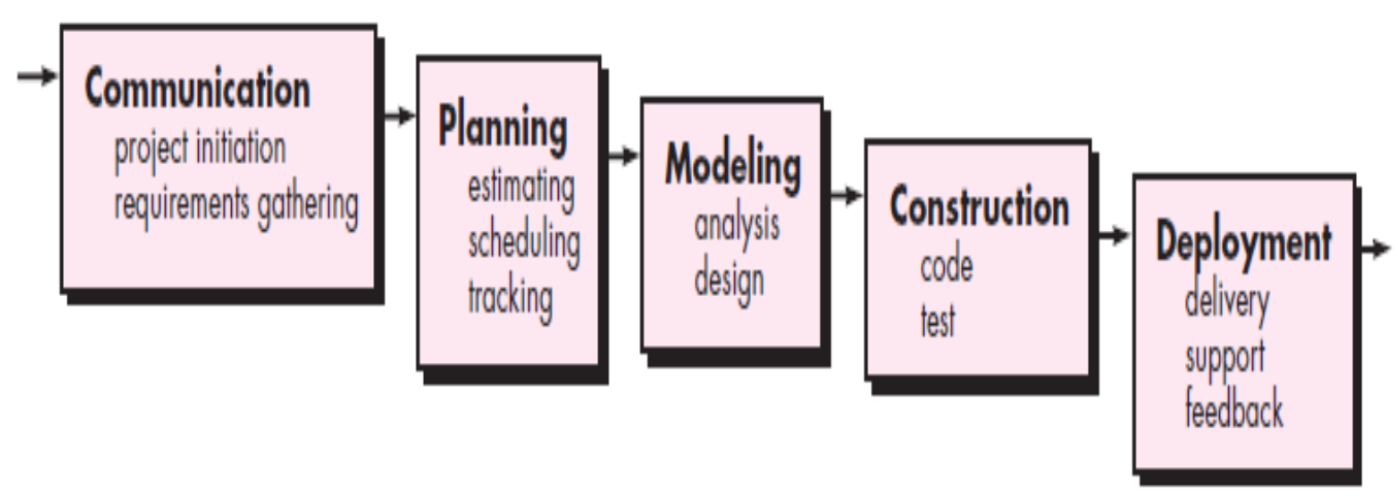 Communication
project initiation
requirements gathering
Planning
estimating
scheduling
tracking
Modeling
analysis
design
Construction
code
test
Deployment
delivery
support
feedback